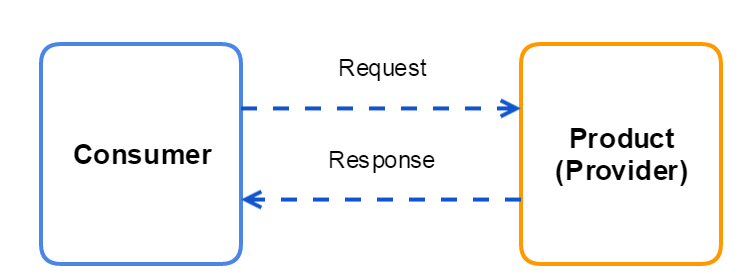 Request
Consumer
Product
(Provider)
Response